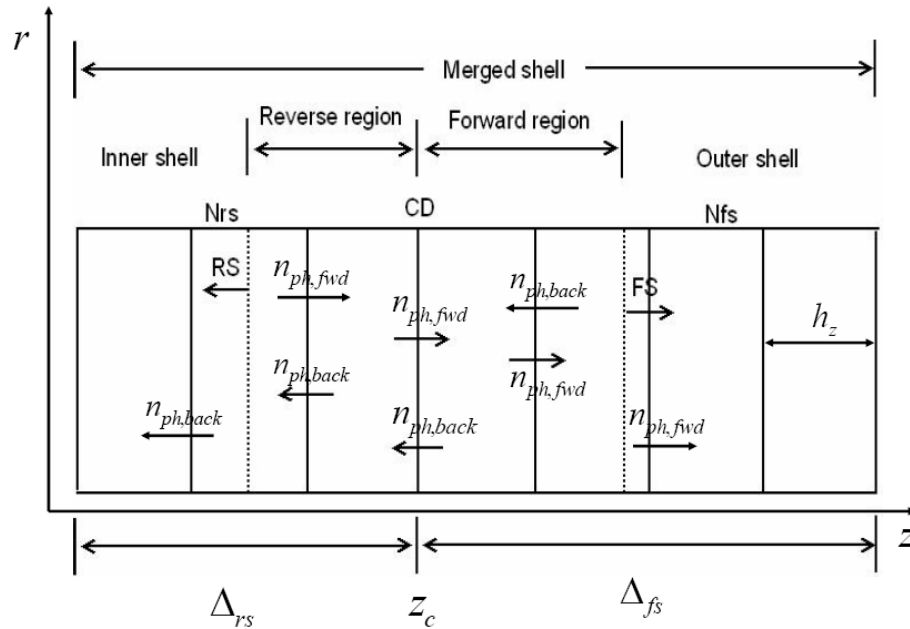 r
Merged shell
Reverse region Forward region
Inner shell Outer shell
Nrs CD Nfs
RS n_{ph,fwd} n_{ph,back} FS
n_{ph,fwd} h_z
n_{ph,back} n_{ph,fwd}
n_{ph,back} n_{ph,back} n_{ph,fwd}
z
Δ_{rs} z_c Δ_{fs}